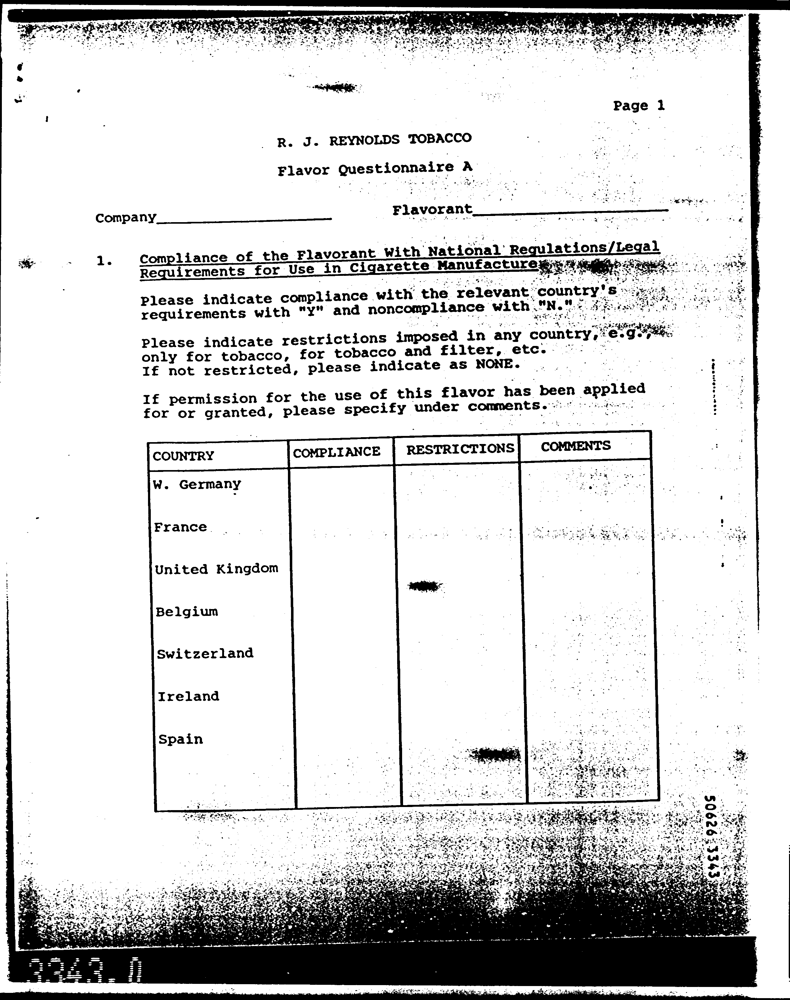 Page 1
R. J. REYNOLDS TOBACCO
Flavor Questionnaire A
Company Flavorant
1. Compliance of the Flavorant With National Regulations/Legal
Requirements for Use in Cigarette Manufacture
Please indicate compliance with the relevant country's
requirements with "Y" and noncompliance with "N."
Please indicate restrictions imposed in any country, e.g.,
only for tobacco, for tobacco and filter, etc.
If not restricted, please indicate as NONE.
If permission for the use of this flavor has been applied
for or granted, please specify under comments.
COUNTRY COMPLIANCE RESTRICTIONS COMMENTS
W. Germany
France
United Kingdom
Belgium
Switzerland
Ireland
Spain
50626 3343
3343.0